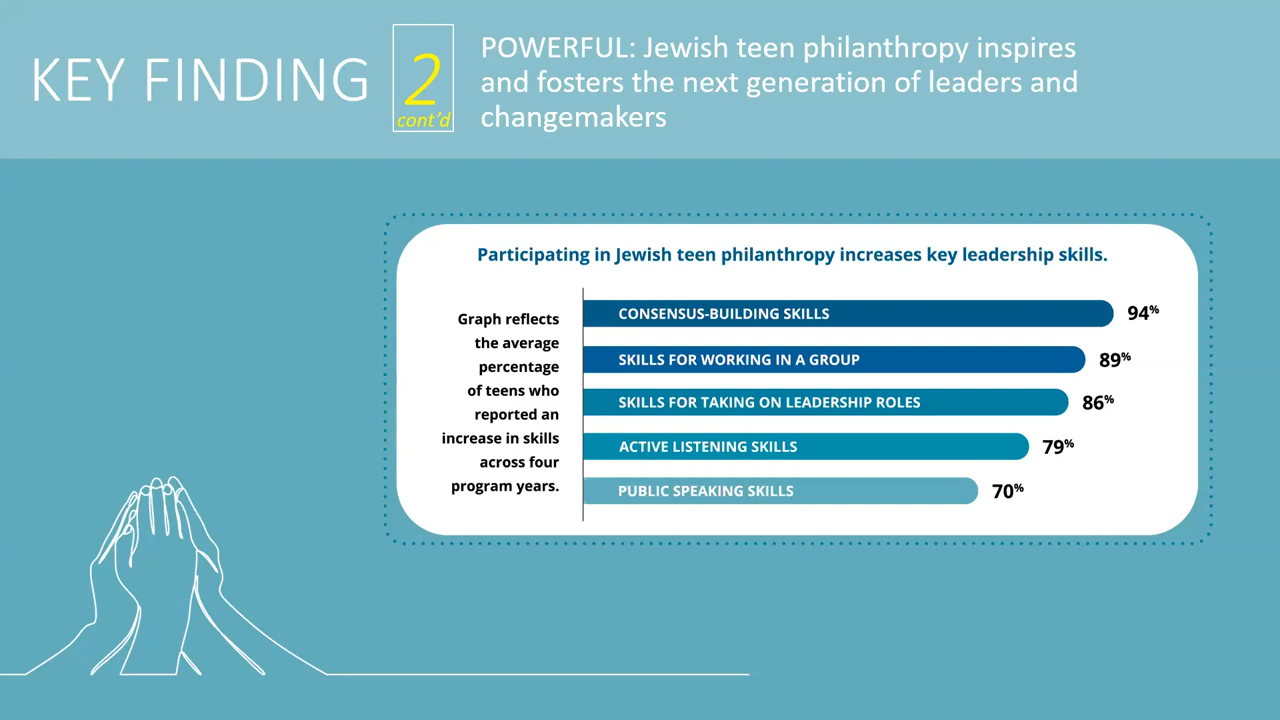 KEY FINDING
2
cont'd
POWERFUL: Jewish teen philanthropy inspires
and fosters the next generation of leaders and
changemakers
Participating in Jewish teen philanthropy increases key leadership skills.
Graph reflects
the average
percentage
of teens who
reported an
increase in skills
across four
program years.
CONSENSUS-BUILDING SKILLS 94%
SKILLS FOR WORKING IN A GROUP 89%
SKILLS FOR TAKING ON LEADERSHIP ROLES 86%
ACTIVE LISTENING SKILLS 79%
PUBLIC SPEAKING SKILLS 70%